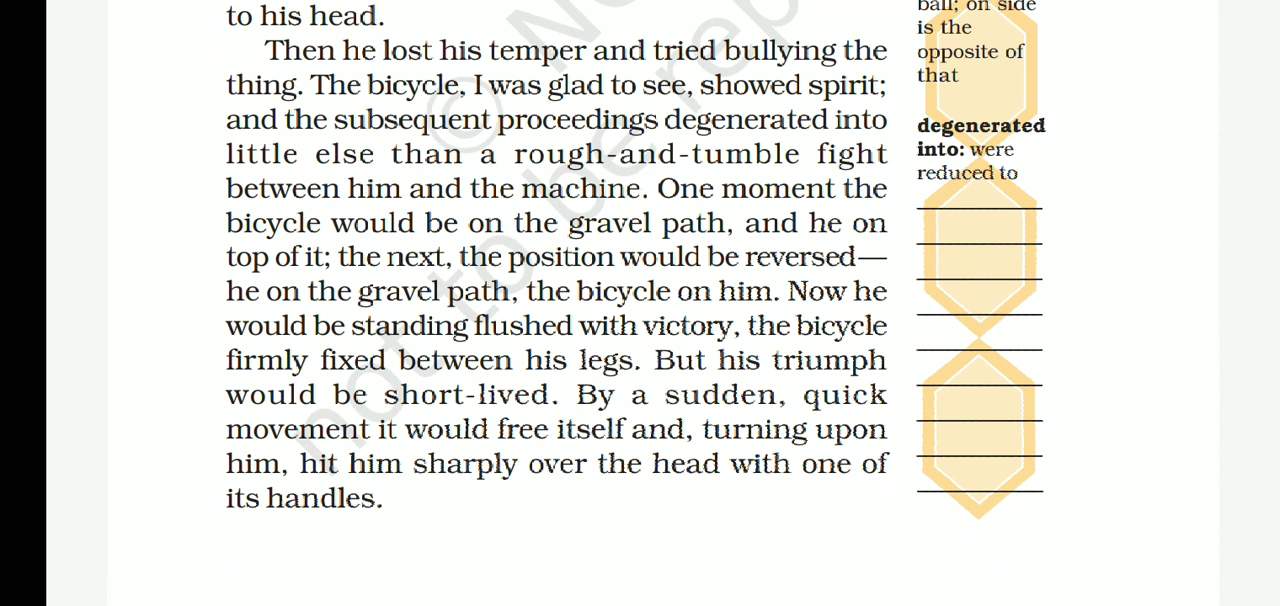 to his head.
Then he lost his temper and tried bullying the
thing. The bicycle, I was glad to see, showed spirit;
and the subsequent proceedings degenerated into
little else than a rough-and-tumble fight
between him and the machine. One moment the
bicycle would be on the gravel path, and he on
top of it; the next, the position would be reversed—
he on the gravel path, the bicycle on him. Now he
would be standing flushed with victory, the bicycle
firmly fixed between his legs. But his triumph
would be short-lived. By a sudden, quick
movement it would free itself and, turning upon
him, hit him sharply over the head with one of
its handles.
ball; on side
is the
opposite of
that
degenerated
into: were
reduced to
not to be rep
© N